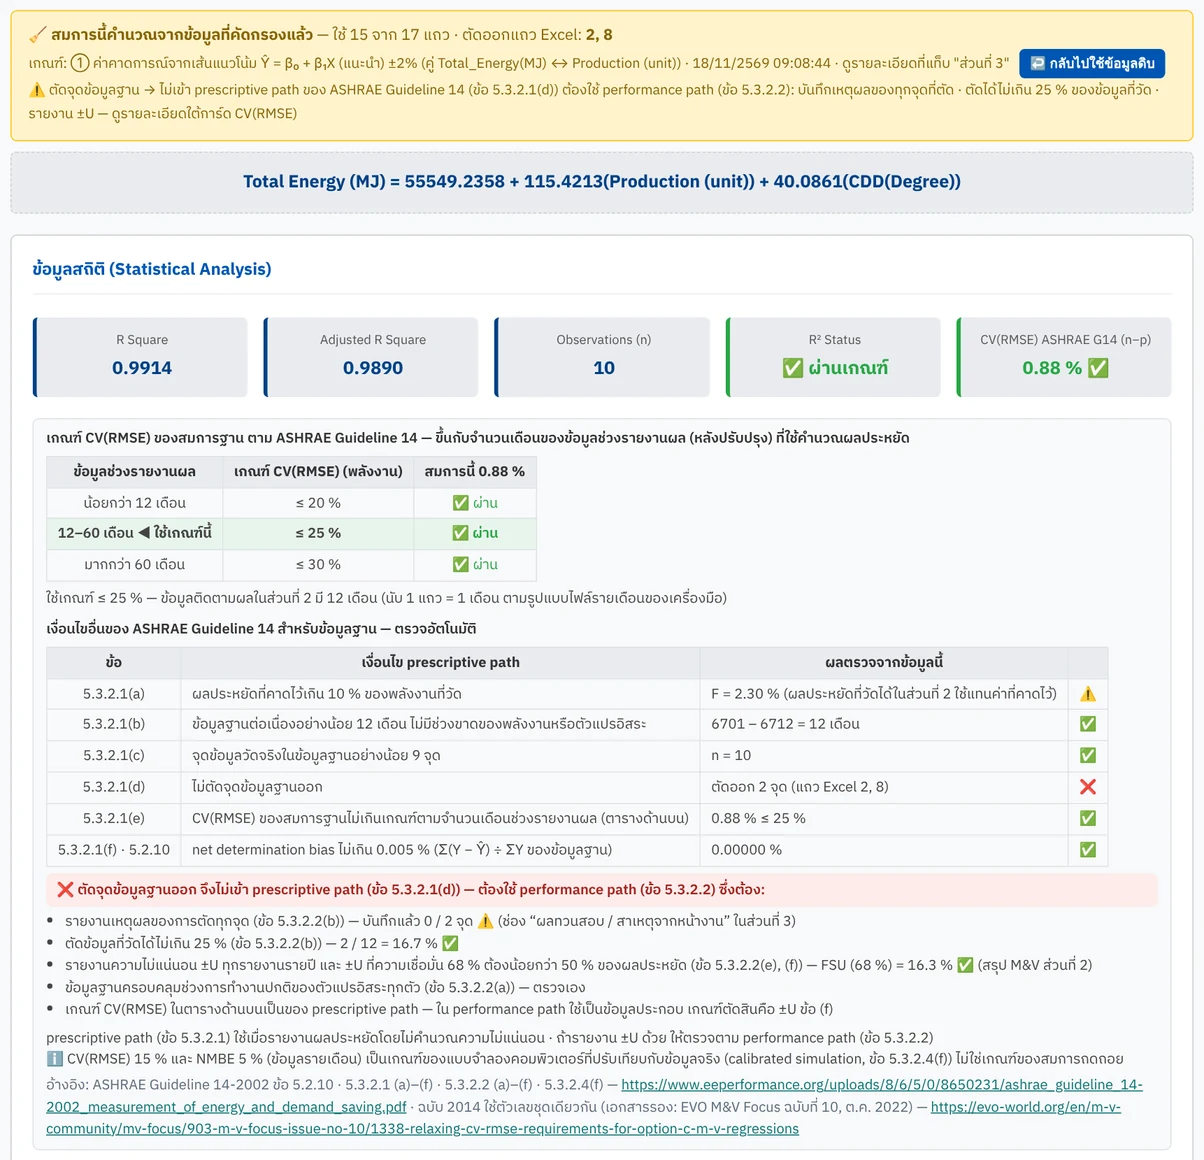 🧹 สมการนี้คำนวณจากข้อมูลที่คัดกรองแล้ว — ใช้ 15 จาก 17 แถว · ตัดออกแถว Excel: 2, 8
เกณฑ์: ① ค่าคาดการณ์จากเส้นแนวโน้ม Ŷ = β₀ + β₁X (แนะนำ) ±2% (คู่ Total_Energy(MJ) ↔ Production (unit)) · 18/11/2569 09:08:44 · ดูรายละเอียดที่แท็บ "ส่วนที่ 3"
↩️ กลับไปใช้ข้อมูลดิบ
⚠️ ตัดจุดข้อมูลฐาน → ไม่เข้า prescriptive path ของ ASHRAE Guideline 14 (ข้อ 5.3.2.1(d)) ต้องใช้ performance path (ข้อ 5.3.2.2): บันทึกเหตุผลของทุกจุดที่ตัด · ตัดได้ไม่เกิน 25 % ของข้อมูลที่วัด ·
รายงาน ±U — ดูรายละเอียดใต้การ์ด CV(RMSE)
Total Energy (MJ) = 55549.2358 + 115.4213(Production (unit)) + 40.0861(CDD(Degree))
ข้อมูลสถิติ (Statistical Analysis)
R Square
0.9914
Adjusted R Square
0.9890
Observations (n)
10
R² Status
✅ ผ่านเกณฑ์
CV(RMSE) ASHRAE G14 (n−p)
0.88 % ✅
เกณฑ์ CV(RMSE) ของสมการฐาน ตาม ASHRAE Guideline 14 — ขึ้นกับจำนวนเดือนของข้อมูลช่วงรายงานผล (หลังปรับปรุง) ที่ใช้คำนวณผลประหยัด
ข้อมูลช่วงรายงานผล เกณฑ์ CV(RMSE) (พลังงาน) สมการนี้ 0.88 %
น้อยกว่า 12 เดือน ≤ 20 % ✅ ผ่าน
12–60 เดือน ◀ ใช้เกณฑ์นี้ ≤ 25 % ✅ ผ่าน
มากกว่า 60 เดือน ≤ 30 % ✅ ผ่าน
ใช้เกณฑ์ ≤ 25 % — ข้อมูลติดตามผลในส่วนที่ 2 มี 12 เดือน (นับ 1 แถว = 1 เดือน ตามรูปแบบไฟล์รายเดือนของเครื่องมือ)
เงื่อนไขอื่นของ ASHRAE Guideline 14 สำหรับข้อมูลฐาน — ตรวจอัตโนมัติ
ข้อ เงื่อนไข prescriptive path ผลตรวจจากข้อมูลนี้
5.3.2.1(a) ผลประหยัดที่คาดไว้เกิน 10 % ของพลังงานที่วัด F = 2.30 % (ผลประหยัดที่วัดได้ในส่วนที่ 2 ใช้แทนค่าที่คาดไว้) ⚠️
5.3.2.1(b) ข้อมูลฐานต่อเนื่องอย่างน้อย 12 เดือน ไม่มีช่วงขาดของพลังงานหรือตัวแปรอิสระ 6701 – 6712 = 12 เดือน ✅
5.3.2.1(c) จุดข้อมูลวัดจริงในข้อมูลฐานอย่างน้อย 9 จุด n = 10 ✅
5.3.2.1(d) ไม่ตัดจุดข้อมูลฐานออก ตัดออก 2 จุด (แถว Excel 2, 8) ❌
5.3.2.1(e) CV(RMSE) ของสมการฐานไม่เกินเกณฑ์ตามจำนวนเดือนช่วงรายงานผล (ตารางด้านบน) 0.88 % ≤ 25 % ✅
5.3.2.1(f) · 5.2.10 net determination bias ไม่เกิน 0.005 % (Σ(Y − Ŷ) ÷ ΣY ของข้อมูลฐาน) 0.00000 % ✅
❌ ตัดจุดข้อมูลฐานออก จึงไม่เข้า prescriptive path (ข้อ 5.3.2.1(d)) — ต้องใช้ performance path (ข้อ 5.3.2.2) ซึ่งต้อง:
• รายงานเหตุผลของการตัดทุกจุด (ข้อ 5.3.2.2(b)) — บันทึกแล้ว 0 / 2 จุด ⚠️ (ช่อง “ผลทวนสอบ / สาเหตุจากหน้างาน” ในส่วนที่ 3)
• ตัดข้อมูลที่วัดได้ไม่เกิน 25 % (ข้อ 5.3.2.2(b)) — 2 / 12 = 16.7 % ✅
• รายงานความไม่แน่นอน ±U ทุกรายงานรายปี และ ±U ที่ความเชื่อมั่น 68 % ต้องน้อยกว่า 50 % ของผลประหยัด (ข้อ 5.3.2.2(e), (f)) — FSU (68 %) = 16.3 % ✅ (สรุป M&V ส่วนที่ 2)
• ข้อมูลฐานครอบคลุมช่วงการทำงานปกติของตัวแปรอิสระทุกตัว (ข้อ 5.3.2.2(a)) — ตรวจเอง
• เกณฑ์ CV(RMSE) ในตารางด้านบนเป็นของ prescriptive path — ใน performance path ใช้เป็นข้อมูลประกอบ เกณฑ์ตัดสินคือ ±U ข้อ (f)
prescriptive path (ข้อ 5.3.2.1) ใช้เมื่อรายงานผลประหยัดโดยไม่คำนวณความไม่แน่นอน · ถ้ารายงาน ±U ด้วย ให้ตรวจตาม performance path (ข้อ 5.3.2.2)
ℹ️ CV(RMSE) 15 % และ NMBE 5 % (ข้อมูลรายเดือน) เป็นเกณฑ์ของแบบจำลองคอมพิวเตอร์ที่ปรับเทียบกับข้อมูลจริง (calibrated simulation, ข้อ 5.3.2.4(f)) ไม่ใช่เกณฑ์ของสมการถดถอย
อ้างอิง: ASHRAE Guideline 14-2002 ข้อ 5.2.10 · 5.3.2.1 (a)–(f) · 5.3.2.2 (a)–(f) · 5.3.2.4(f) — https://www.eeperformance.org/uploads/8/6/5/0/8650231/ashrae_guideline_14-
2002_measurement_of_energy_and_demand_saving.pdf · ฉบับ 2014 ใช้ตัวเลขชุดเดียวกัน (เอกสารรอง: EVO M&V Focus ฉบับที่ 10, ต.ค. 2022) — https://evo-world.org/en/m-v-
community/mv-focus/903-m-v-focus-issue-no-10/1338-relaxing-cv-rmse-requirements-for-option-c-m-v-regressions